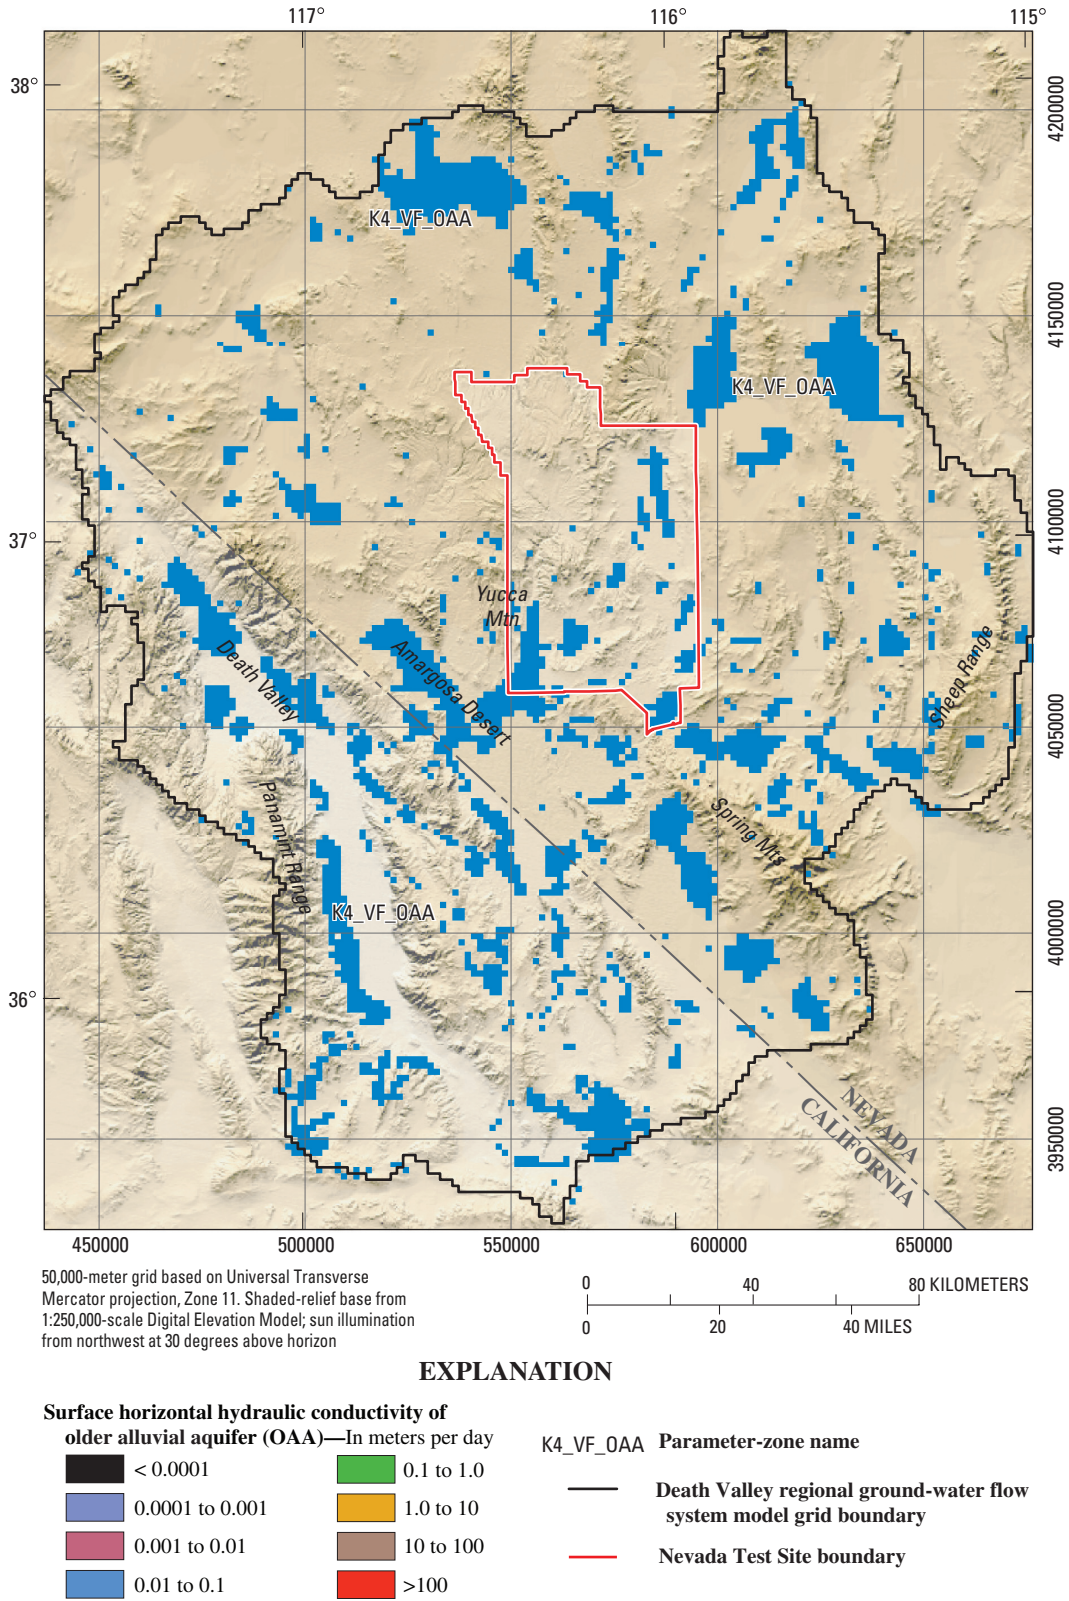 117°
116°
115°
38°
37°
36°
4200000
4150000
4100000
4050000
4000000
3950000
K4_VF_OAA
K4_VF_OAA
Yucca
Mtn
Death Valley
Amargosa Desert
Sheep Range
Panamint Range
Spring Mts
K4_VF_OAA
NEVADA
CALIFORNIA
450000
500000
550000
600000
650000
50,000-meter grid based on Universal Transverse
Mercator projection, Zone 11. Shaded-relief base from
1:250,000-scale Digital Elevation Model; sun illumination
from northwest at 30 degrees above horizon
0 40 80 KILOMETERS
0 20 40 MILES
EXPLANATION
Surface horizontal hydraulic conductivity of
older alluvial aquifer (OAA)—In meters per day
< 0.0001
0.0001 to 0.001
0.001 to 0.01
0.01 to 0.1
0.1 to 1.0
1.0 to 10
10 to 100
>100
K4_VF_OAA Parameter-zone name
Death Valley regional ground-water flow
system model grid boundary
Nevada Test Site boundary